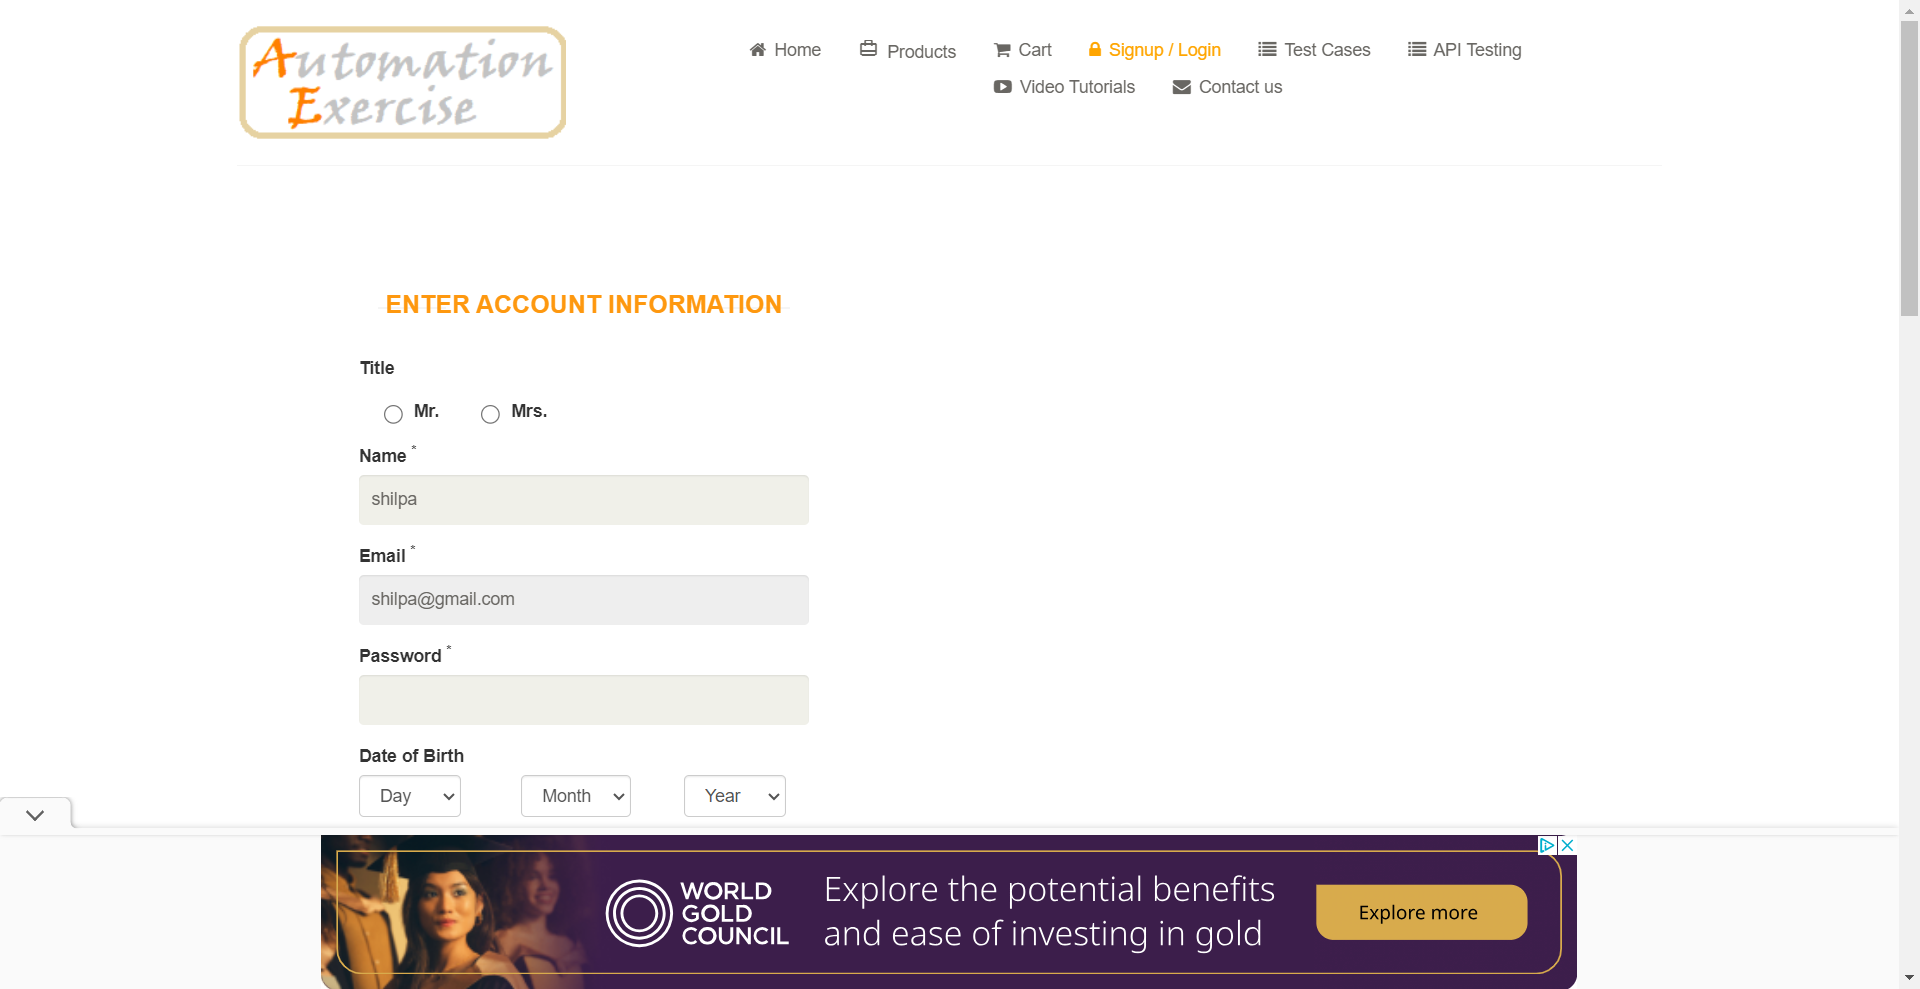 Automation
Exercise
Home
Products
Cart
Signup / Login
Test Cases
API Testing
Video Tutorials
Contact us
ENTER ACCOUNT INFORMATION
Title
Mr.
Mrs.
Name *
shilpa
Email *
shilpa@gmail.com
Password *
Date of Birth
Day
Month
Year
WORLD
GOLD
COUNCIL
Explore the potential benefits
and ease of investing in gold
Explore more